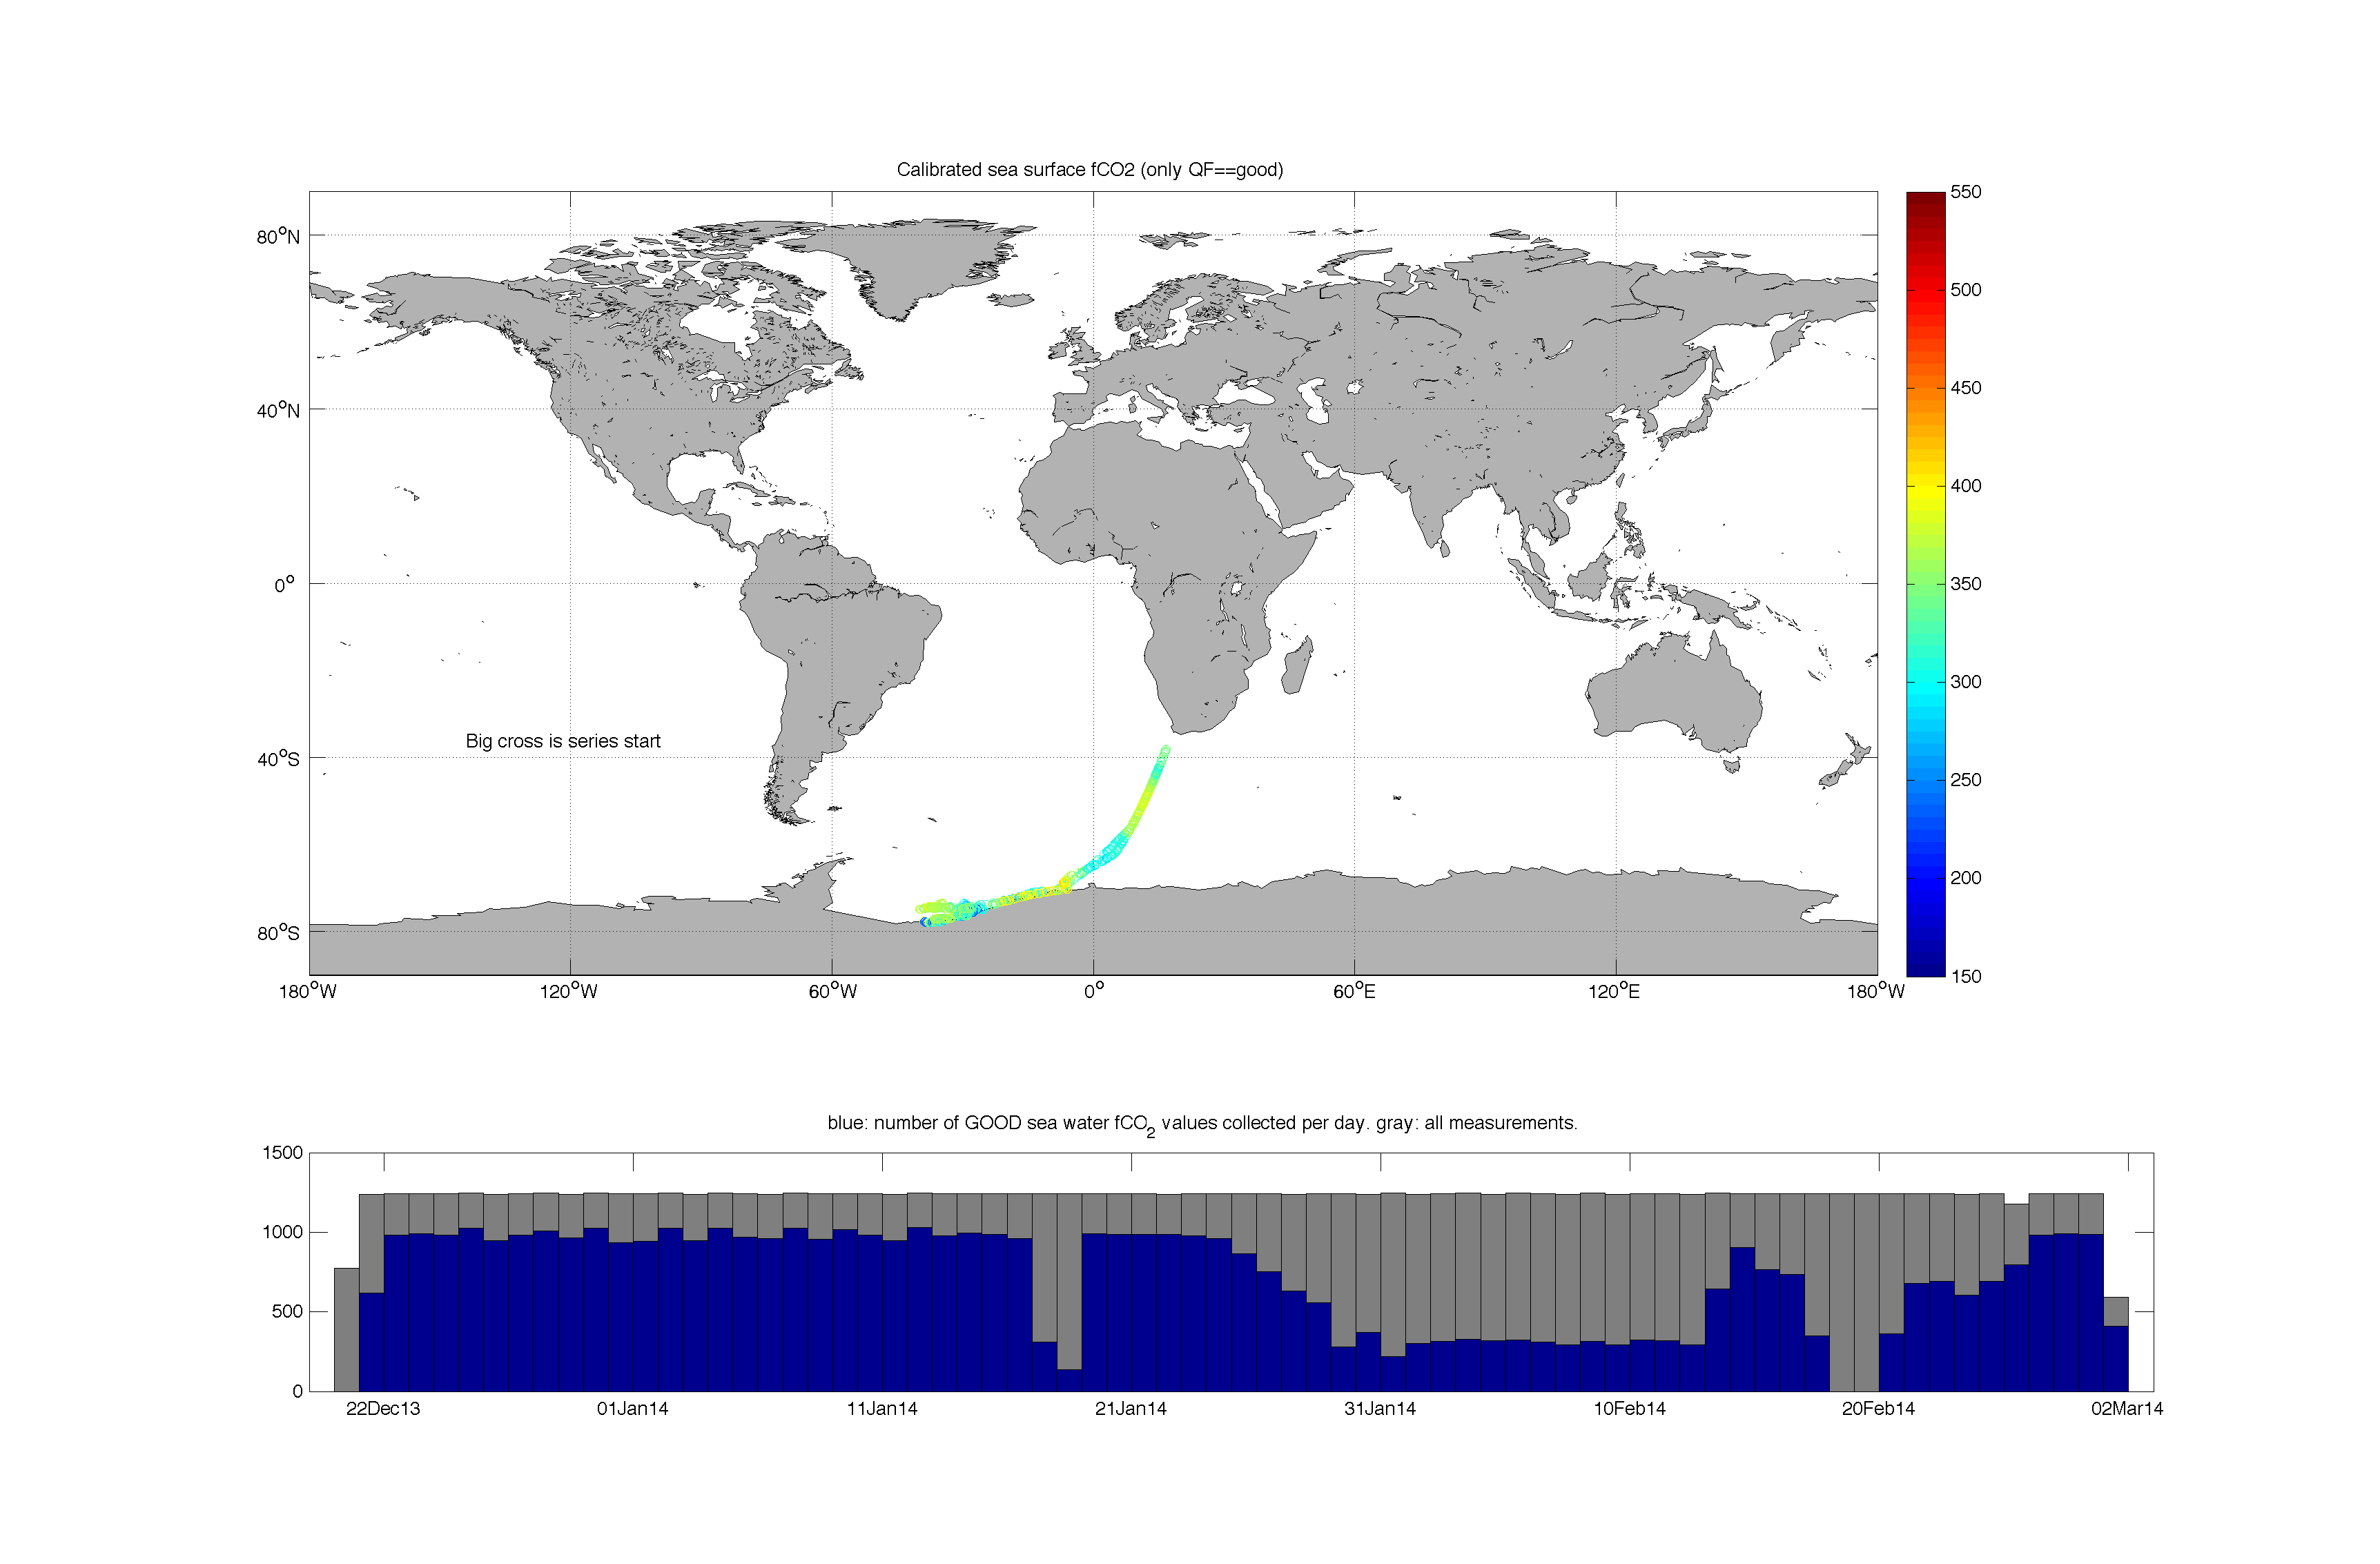 Calibrated sea surface fCO2 (only QF==good)
80°N
40°N
0°
40°S
80°S
Big cross is series start
180°W 120°W 60°W 0° 60°E 120°E 180°W
550
500
450
400
350
300
250
200
150
blue: number of GOOD sea water fCO₂ values collected per day. gray: all measurements.
1500
1000
500
0
22Dec13 01Jan14 11Jan14 21Jan14 31Jan14 10Feb14 20Feb14 02Mar14